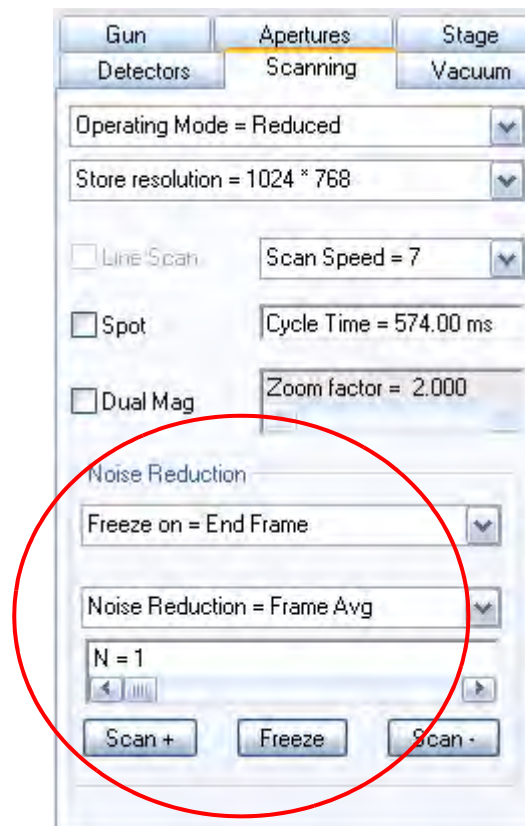 Gun Apertures Stage
Detectors Scanning Vacuum
Operating Mode = Reduced
Store resolution = 1024 * 768
Line Scan Scan Speed = 7
Spot Cycle Time = 574.00 ms
Dual Mag Zoom factor = 2.000
Noise Reduction
Freeze on = End Frame
Noise Reduction = Frame Avg
N = 1
Scan + Freeze Scan -